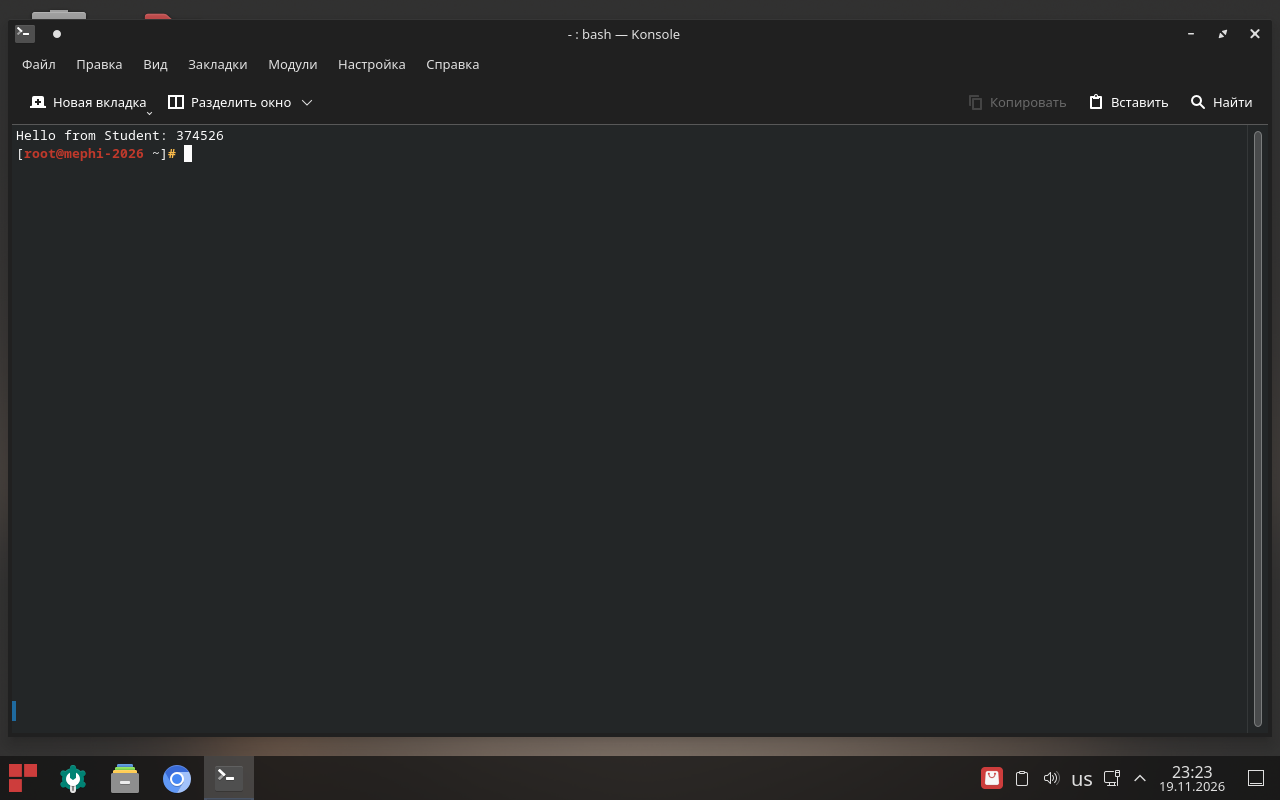 - : bash — Konsole
Файл Правка Вид Закладки Модули Настройка Справка
Новая вкладка Разделить окно Копировать Вставить Найти
Hello from Student: 374526
[root@mephi-2026 ~]#
us
23:23
19.11.2026